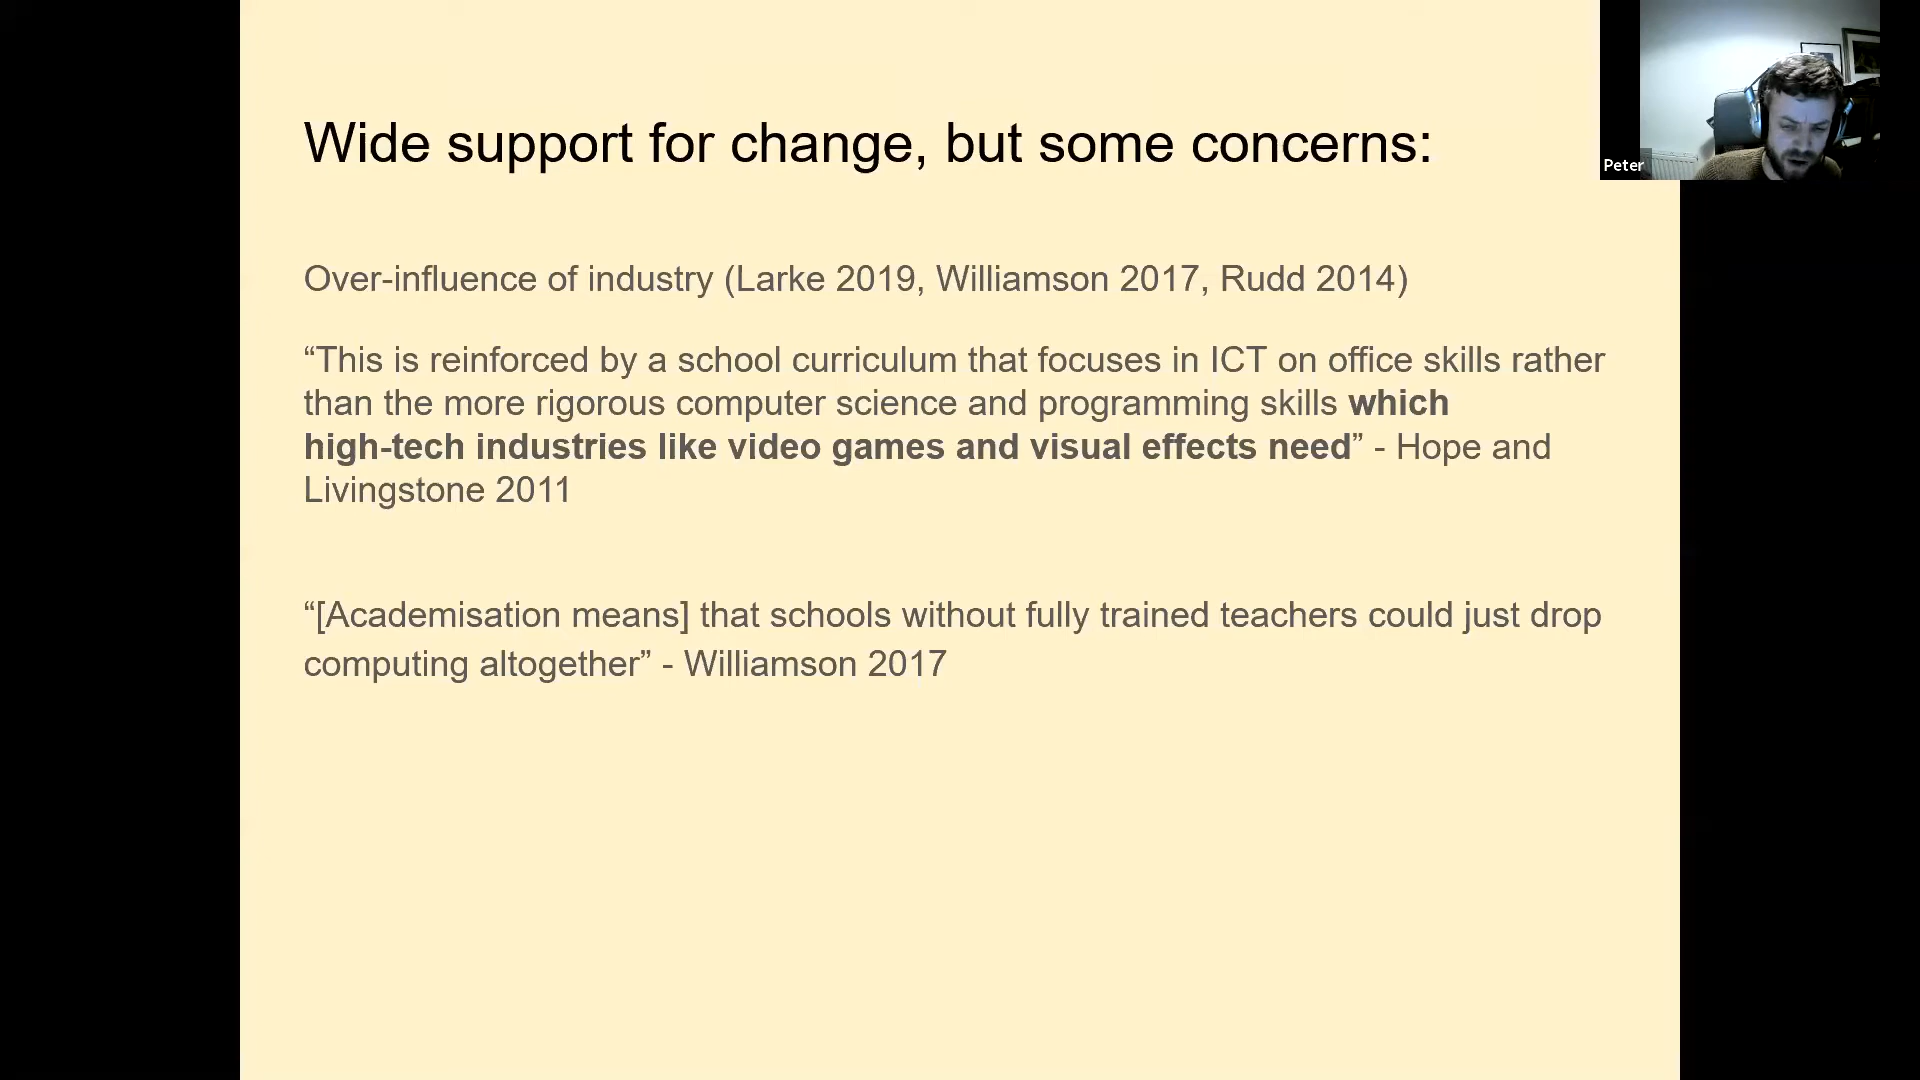 Wide support for change, but some concerns:
Peter
Over-influence of industry (Larke 2019, Williamson 2017, Rudd 2014)
“This is reinforced by a school curriculum that focuses in ICT on office skills rather
than the more rigorous computer science and programming skills which
high-tech industries like video games and visual effects need” - Hope and
Livingstone 2011
“[Academisation means] that schools without fully trained teachers could just drop
computing altogether” - Williamson 2017